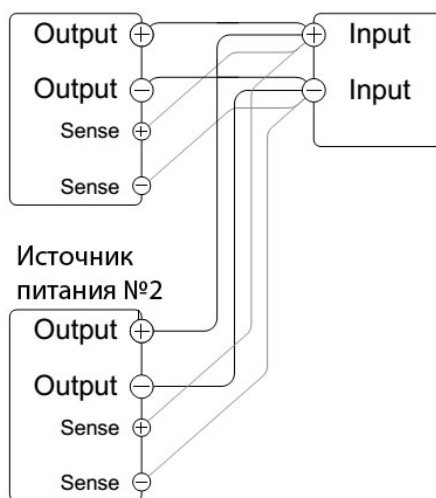 Output +
Output −
Sense +
Sense −
+ Input
− Input
Источник
питания №2
Output +
Output −
Sense +
Sense −